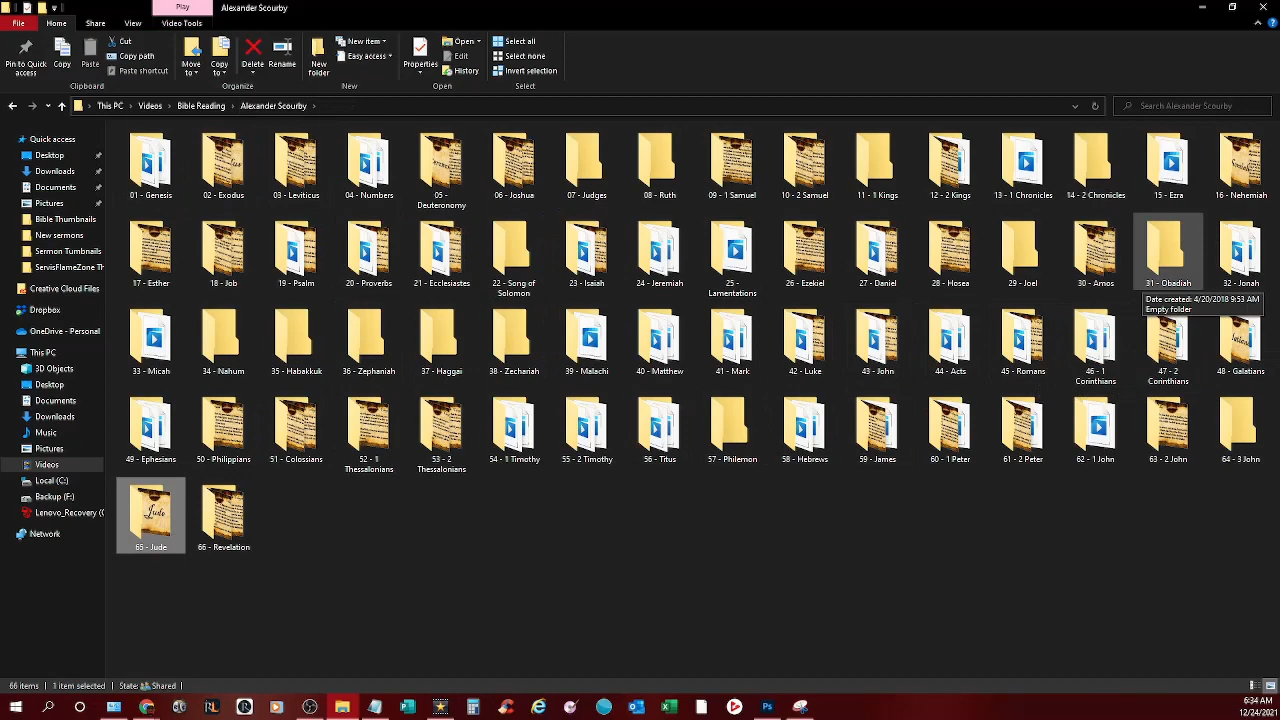 Play
Alexander Scourby
File
Home
Share
View
Video Tools
Pin to Quick access
Copy
Paste
Cut
Copy path
Paste shortcut
Clipboard
Move to
Copy to
Delete
Rename
Organize
New folder
New item
Easy access
New
Properties
Open
Edit
History
Open
Select all
Select none
Invert selection
Select
This PC
Videos
Bible Reading
Alexander Scourby
Search Alexander Scourby
Quick access
Desktop
Downloads
Documents
Pictures
Bible Thumbnails
New sermons
Sermon Tumbnails
ServisFlameZone Th
Creative Cloud Files
Dropbox
OneDrive - Personal
This PC
3D Objects
Desktop
Documents
Downloads
Music
Pictures
Videos
Local (C:)
Backup (F:)
Lenovo_Recovery (
Network
01 - Genesis
02 - Exodus
03 - Leviticus
04 - Numbers
05 - Deuteronomy
06 - Joshua
07 - Judges
08 - Ruth
09 - 1 Samuel
10 - 2 Samuel
11 - 1 Kings
12 - 2 Kings
13 - 1 Chronicles
14 - 2 Chronicles
15 - Ezra
16 - Nehemiah
17 - Esther
18 - Job
19 - Psalm
20 - Proverbs
21 - Ecclesiastes
22 - Song of Solomon
23 - Isaiah
24 - Jeremiah
25 - Lamentations
26 - Ezekiel
27 - Daniel
28 - Hosea
29 - Joel
30 - Amos
31 - Obadiah
32 - Jonah
Date created: 4/20/2018 9:53 AM
Empty folder
33 - Micah
34 - Nahum
35 - Habakkuk
36 - Zephaniah
37 - Haggai
38 - Zechariah
39 - Malachi
40 - Matthew
41 - Mark
42 - Luke
43 - John
44 - Acts
45 - Romans
46 - 1 Corinthians
47 - 2 Corinthians
48 - Galatians
49 - Ephesians
50 - Philippians
51 - Colossians
52 - 1 Thessalonians
53 - 2 Thessalonians
54 - 1 Timothy
55 - 2 Timothy
56 - Titus
57 - Philemon
58 - Hebrews
59 - James
60 - 1 Peter
61 - 2 Peter
62 - 1 John
63 - 2 John
64 - 3 John
Jude
65 - Jude
66 - Revelation
66 items
1 item selected
State:
Shared
Ps
6:34 AM
12/24/2021